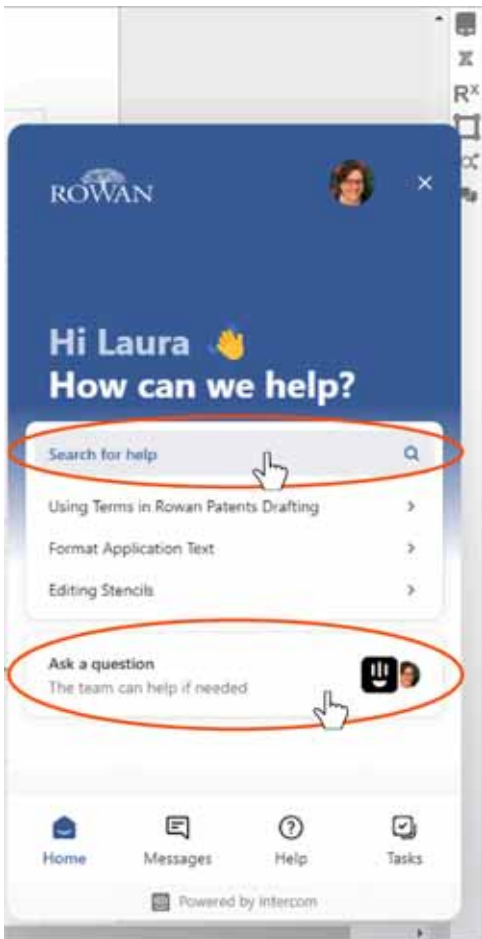 Rx
ROWAN
Hi Laura 👋
How can we help?
Search for help
Using Terms in Rowan Patents Drafting
Format Application Text
Editing Stencils
Ask a question
The team can help if needed
Home
Messages
Help
Tasks
Powered by Intercom